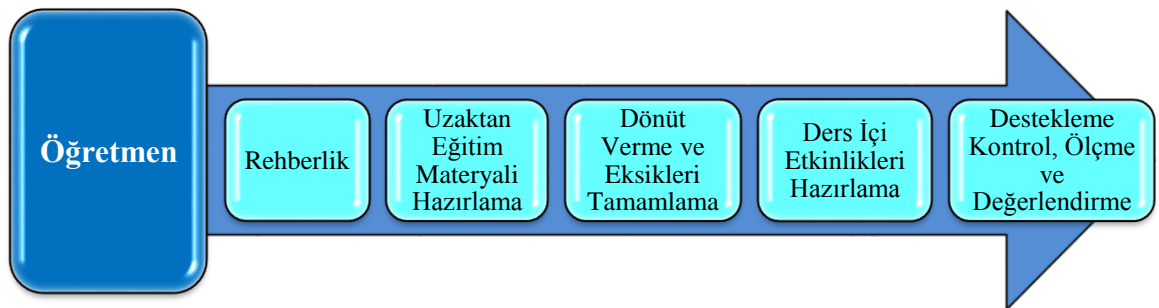 Öğretmen
Rehberlik
Uzaktan
Eğitim
Materyali
Hazırlama
Dönüt
Verme ve
Eksikleri
Tamamlama
Ders İçi
Etkinlikleri
Hazırlama
Destekleme
Kontrol, Ölçme
ve
Değerlendirme